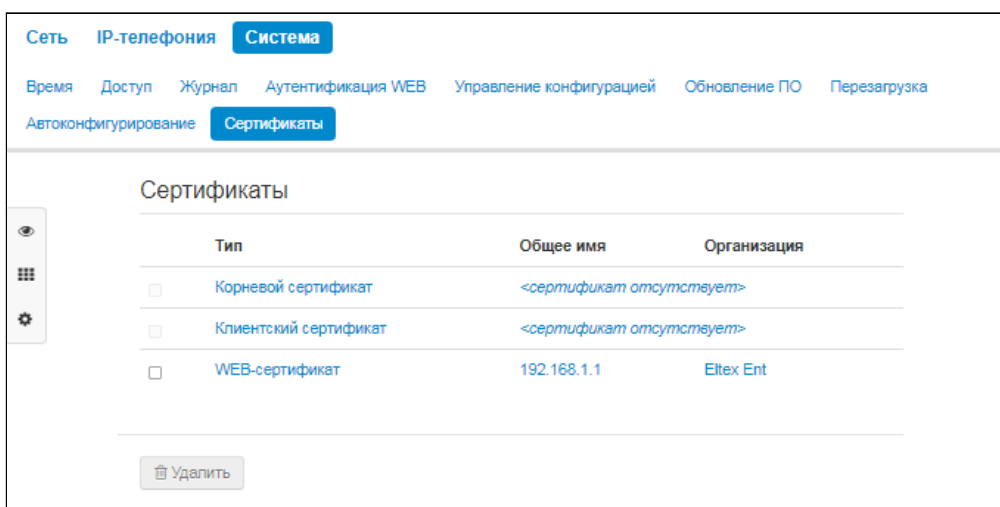 Сеть IP-телефония Система
Время Доступ Журнал Аутентификация WEB Управление конфигурацией Обновление ПО Перезагрузка
Автоконфигурирование Сертификаты
Сертификаты
Тип Общее имя Организация
Корневой сертификат <сертификат отсутствует>
Клиентский сертификат <сертификат отсутствует>
WEB-сертификат 192.168.1.1 Eltex Ent
Удалить